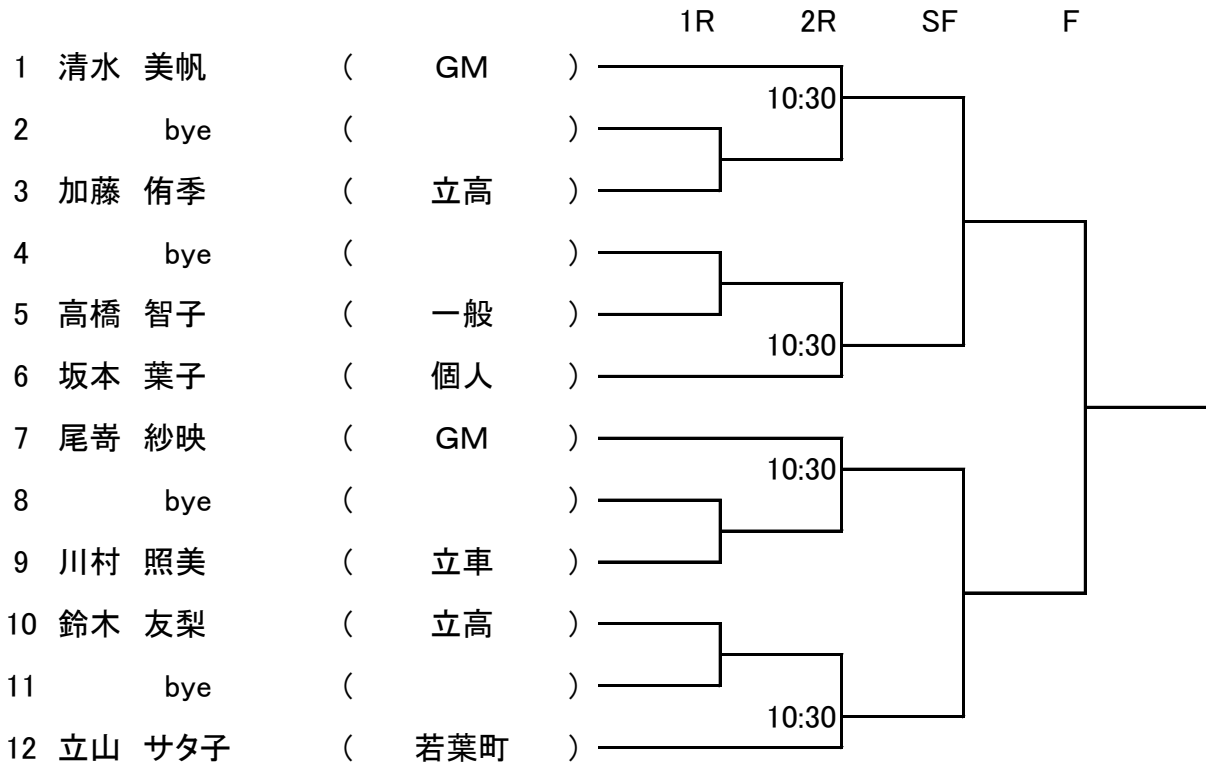 1R 2R SF F
1 清水 美帆 ( GM )
10:30
2 bye ( )
3 加藤 侑季 ( 立高 )
4 bye ( )
5 高橋 智子 ( 一般 )
10:30
6 坂本 葉子 ( 個人 )
7 尾嵜 紗映 ( GM )
10:30
8 bye ( )
9 川村 照美 ( 立車 )
10 鈴木 友梨 ( 立高 )
11 bye ( )
10:30
12 立山 サタ子 ( 若葉町 )